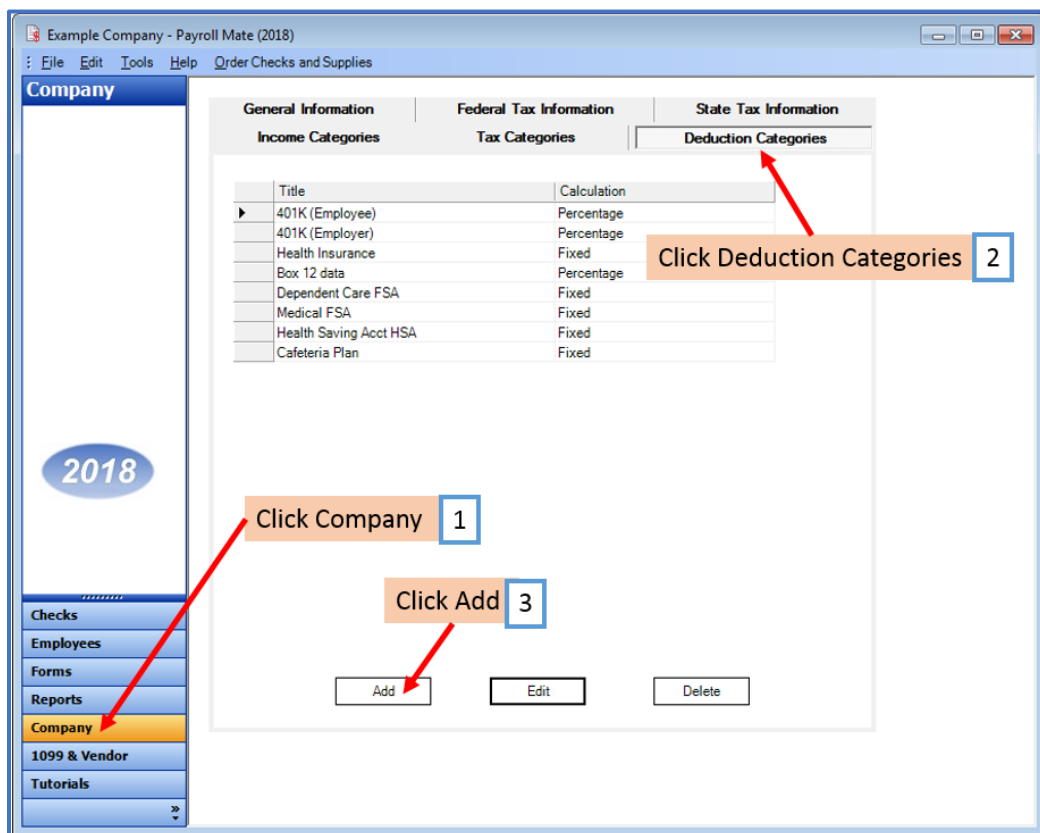 Example Company - Payroll Mate (2018)
File Edit Tools Help Order Checks and Supplies
Company
General Information Federal Tax Information State Tax Information
Income Categories Tax Categories Deduction Categories
Title Calculation
401K (Employee) Percentage
401K (Employer) Percentage
Health Insurance Fixed
Box 12 data Percentage
Dependent Care FSA Fixed
Medical FSA Fixed
Health Saving Acct HSA Fixed
Cafeteria Plan Fixed
Click Deduction Categories 2
2018
Click Company 1
Click Add 3
Checks
Employees
Forms
Reports
Company
1099 & Vendor
Tutorials
Add Edit Delete